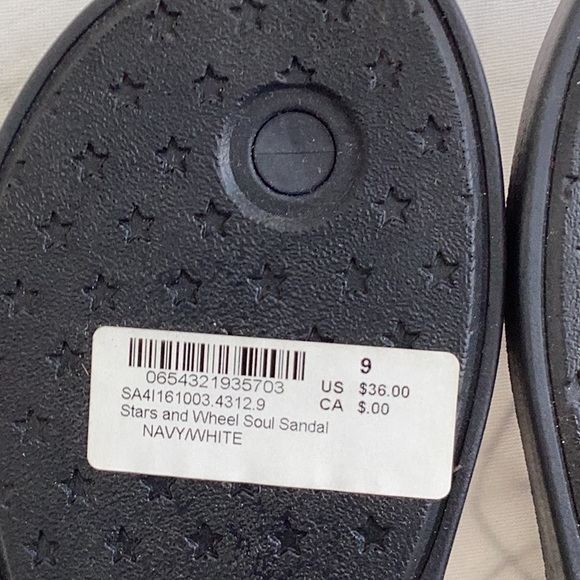 9
0654321935703
US $36.00
SA4I161003.4312.9
CA $.00
Stars and Wheel Soul Sandal
NAVY/WHITE